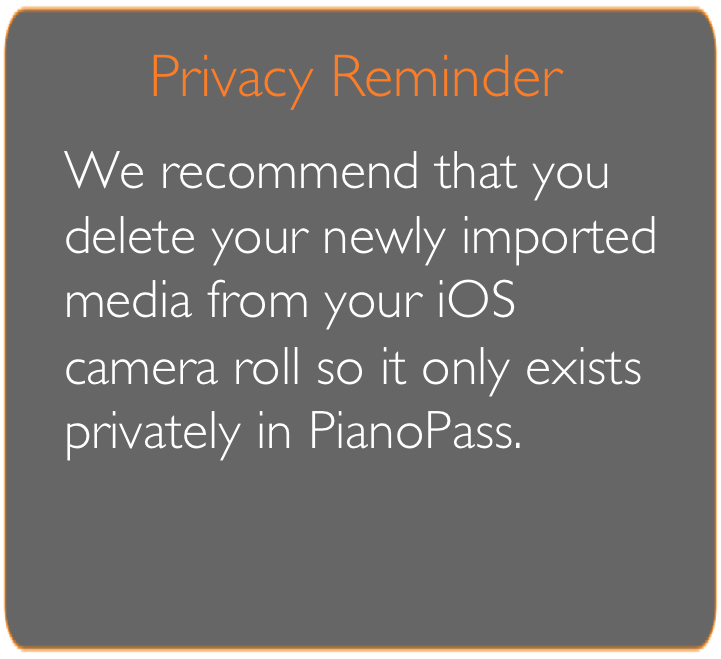 Privacy Reminder
We recommend that you
delete your newly imported
media from your iOS
camera roll so it only exists
privately in PianoPass.